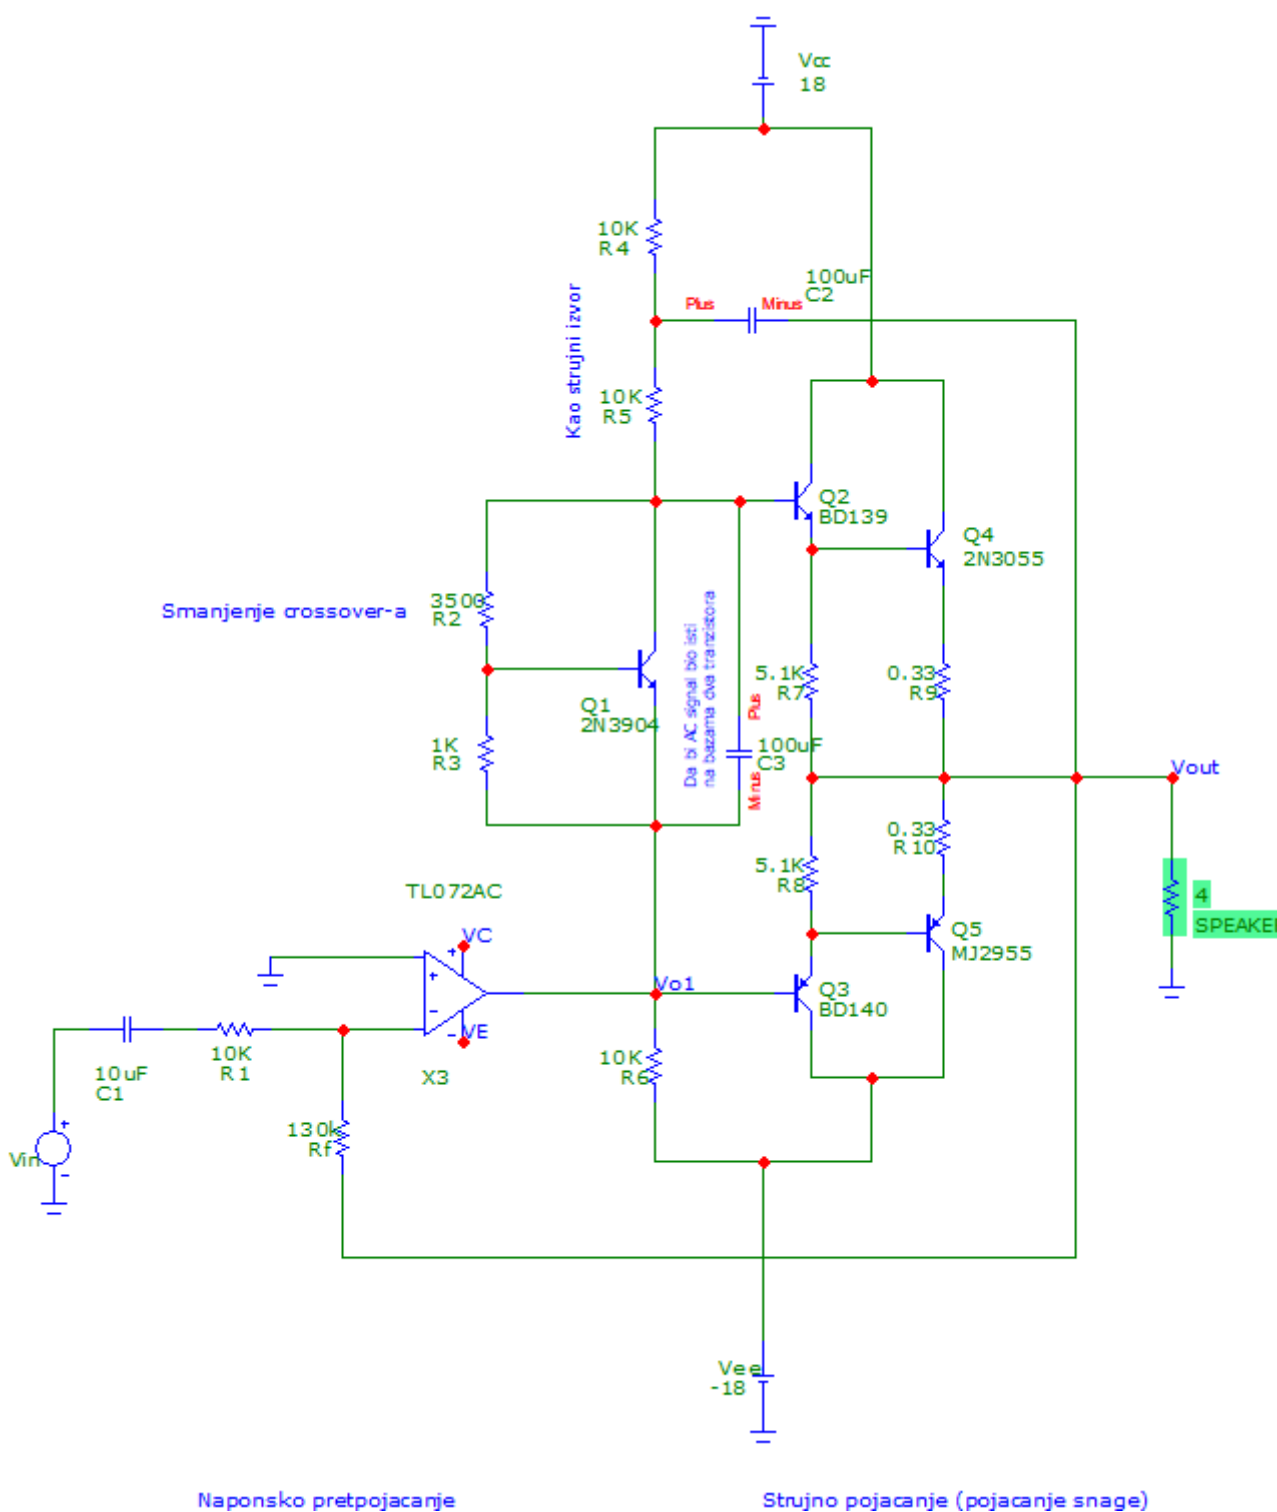 Vcc
18
10K
R4
100uF
C2
Plus
Minus
Kao strujni izvor
10K
R5
Q2
BD139
Q4
2N3055
Smanjenje crossover-a
3500
R2
Da bi AC signal bio isti
na bazama dva tranzistora
5.1K
R7
0.33
R9
Q1
2N3904
Plus
1K
R3
100uF
C3
Minus
Vout
0.33
R10
5.1K
R8
TL072AC
4
SPEAKER
VC
+
+
-
- VE
X3
Vo1
Q5
MJ2955
Q3
BD140
10K
R1
10uF
C1
10K
R6
130k
Rf
Vin
+
-
Vee
-18
Naponsko pretpojacanje
Strujno pojacanje (pojacanje snage)